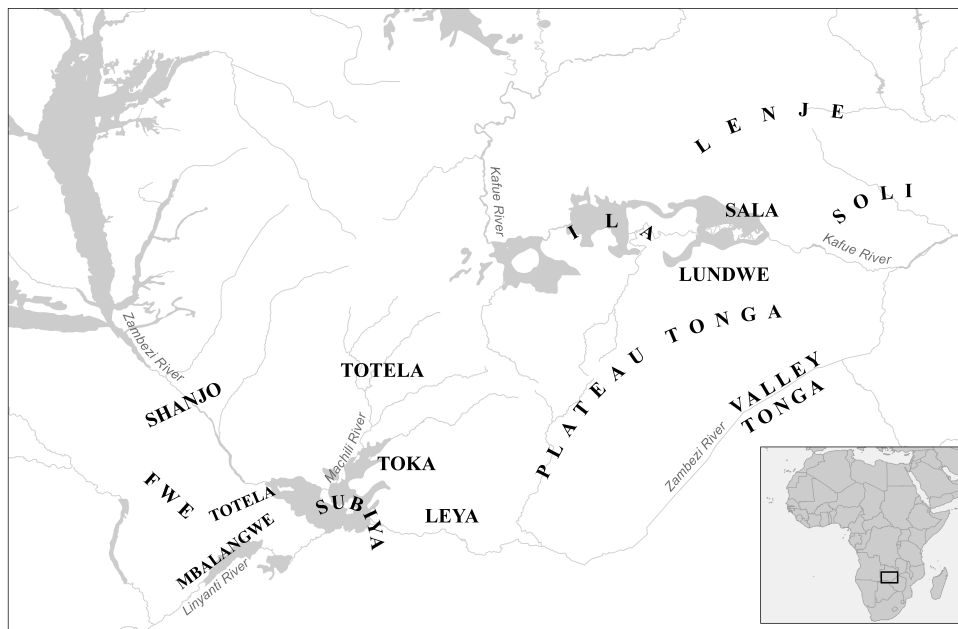 LENJE
SOLI
Kafue River
ILA
SALA
Kafue River
LUNDWE
PLATEAU TONGA
Zambezi River
TOTELA
VALLEY
TONGA
SHANJO
Machili River
TOKA
Zambezi River
FWE
TOTELA
SUBIYA
LEYA
MBALANGWE
Linyanti River